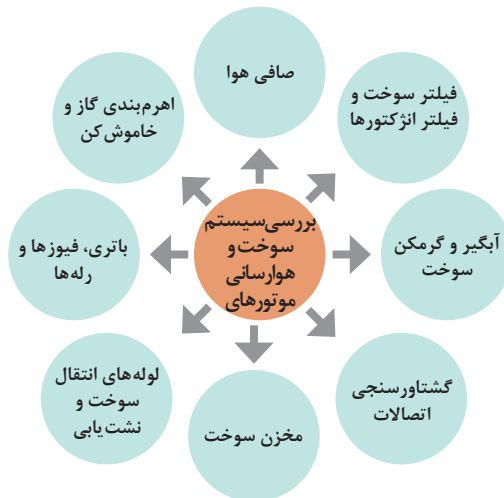 صافی هوا
فیلتر سوخت و
فیلتر انژکتورها
آبگیر و گرمکن
سوخت
گشتاورسنجی
اتصالات
مخزن سوخت
لوله‌های انتقال
سوخت و
نشت‌یابی
باتری، فیوزها و
رله‌ها
اهرم‌بندی گاز و
خاموش‌کن
بررسی‌سیستم
سوخت و
هوارسانی
موتورهای